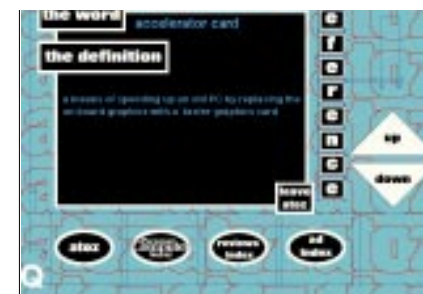 the word
accelerator card
the definition
a means of speeding up an old PC by replacing the
on board graphics with a faster graphics card
leave
atoz
e
f
e
r
e
n
c
e
up
down
atoz
index
reviews
index
ad
index
Q